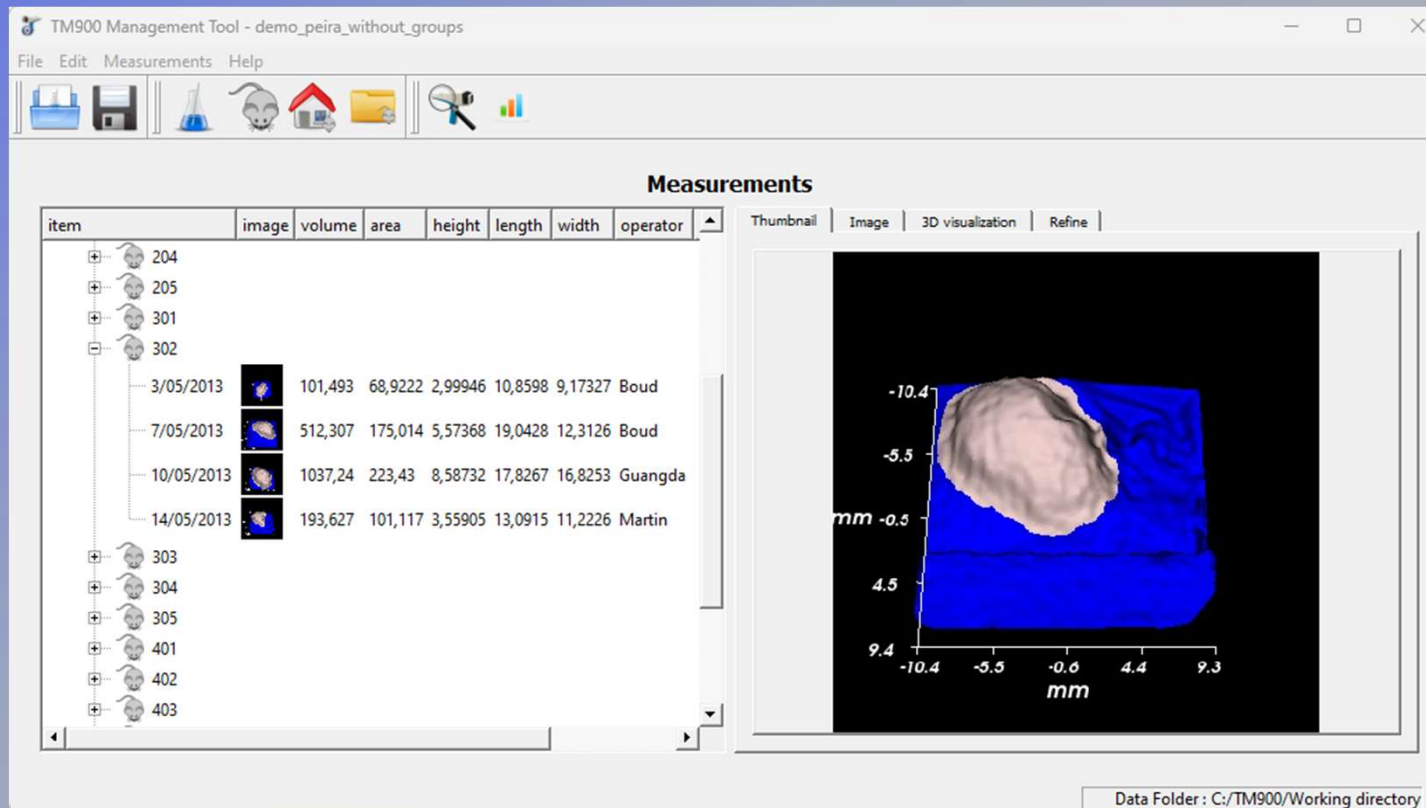 TM900 Management Tool - demo_peira_without_groups
File Edit Measurements Help
Measurements
item image volume area height length width operator
204
205
301
302
3/05/2013 101,493 68,9222 2,99946 10,8598 9,17327 Boud
7/05/2013 512,307 175,014 5,57368 19,0428 12,3126 Boud
10/05/2013 1037,24 223,43 8,58732 17,8267 16,8253 Guangda
14/05/2013 193,627 101,117 3,55905 13,0915 11,2226 Martin
303
304
305
401
402
403
Thumbnail Image 3D visualization Refine
-10.4
-5.5
mm -0.5
4.5
9.4
-10.4 -5.5 -0.6 4.4 9.3
mm
Data Folder : C:/TM900/Working directory